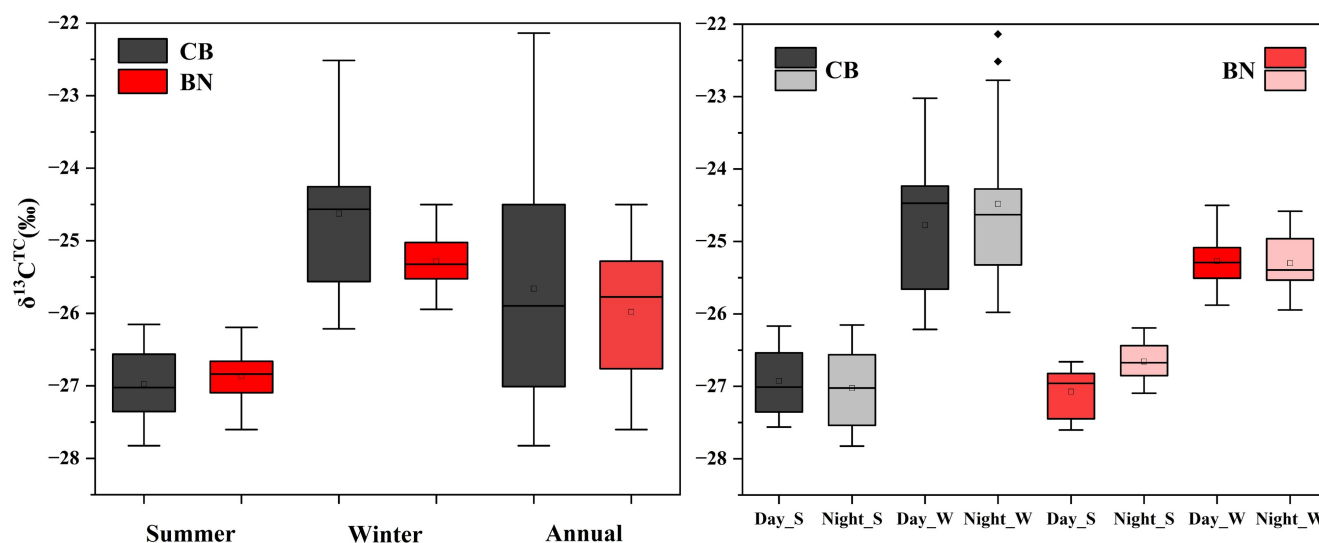 −22
−23
−24
−25
−26
−27
−28
δ¹³Cᵀᶜ(‰)
CB
BN
Summer
Winter
Annual
−22
−23
−24
−25
−26
−27
−28
CB
BN
Day_S
Night_S
Day_W
Night_W
Day_S
Night_S
Day_W
Night_W